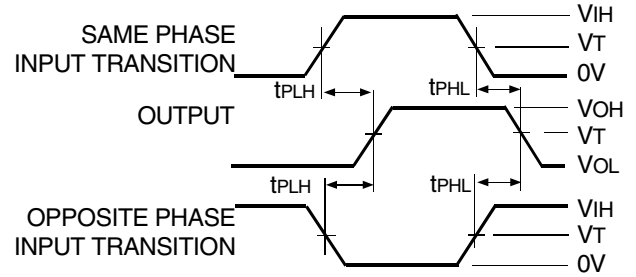 VIH
SAME PHASE
INPUT TRANSITION
VT
0V
tPLH
tPHL
OUTPUT
VOH
VT
VOL
tPLH
tPHL
OPPOSITE PHASE
INPUT TRANSITION
VIH
VT
0V